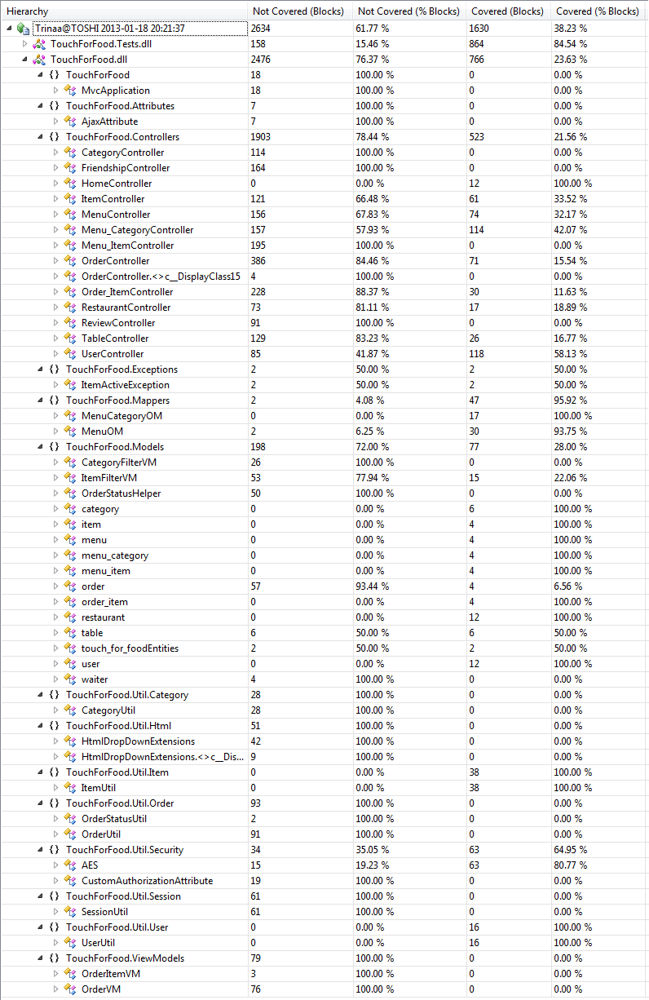 Hierarchy Not Covered (Blocks) Not Covered (% Blocks) Covered (Blocks) Covered (% Blocks)
Trinaa@TOSHI 2013-01-18 20:21:37 2634 61.77 % 1630 38.23 %
TouchForFood.Tests.dll 158 15.46 % 864 84.54 %
TouchForFood.dll 2476 76.37 % 766 23.63 %
{} TouchForFood 18 100.00 % 0 0.00 %
MvcApplication 18 100.00 % 0 0.00 %
{} TouchForFood.Attributes 7 100.00 % 0 0.00 %
AjaxAttribute 7 100.00 % 0 0.00 %
{} TouchForFood.Controllers 1903 78.44 % 523 21.56 %
CategoryController 114 100.00 % 0 0.00 %
FriendshipController 164 100.00 % 0 0.00 %
HomeController 0 0.00 % 12 100.00 %
ItemController 121 66.48 % 61 33.52 %
MenuController 156 67.83 % 74 32.17 %
Menu_CategoryController 157 57.93 % 114 42.07 %
Menu_ItemController 195 100.00 % 0 0.00 %
OrderController 386 84.46 % 71 15.54 %
OrderController.<>c__DisplayClass15 4 100.00 % 0 0.00 %
Order_ItemController 228 88.37 % 30 11.63 %
RestaurantController 73 81.11 % 17 18.89 %
ReviewController 91 100.00 % 0 0.00 %
TableController 129 83.23 % 26 16.77 %
UserController 85 41.87 % 118 58.13 %
{} TouchForFood.Exceptions 2 50.00 % 2 50.00 %
ItemActiveException 2 50.00 % 2 50.00 %
{} TouchForFood.Mappers 2 4.08 % 47 95.92 %
MenuCategoryOM 0 0.00 % 17 100.00 %
MenuOM 2 6.25 % 30 93.75 %
{} TouchForFood.Models 198 72.00 % 77 28.00 %
CategoryFilterVM 26 100.00 % 0 0.00 %
ItemFilterVM 53 77.94 % 15 22.06 %
OrderStatusHelper 50 100.00 % 0 0.00 %
category 0 0.00 % 6 100.00 %
item 0 0.00 % 4 100.00 %
menu 0 0.00 % 4 100.00 %
menu_category 0 0.00 % 4 100.00 %
menu_item 0 0.00 % 4 100.00 %
order 57 93.44 % 4 6.56 %
order_item 0 0.00 % 4 100.00 %
restaurant 0 0.00 % 12 100.00 %
table 6 50.00 % 6 50.00 %
touch_for_foodEntities 2 50.00 % 2 50.00 %
user 0 0.00 % 12 100.00 %
waiter 4 100.00 % 0 0.00 %
{} TouchForFood.Util.Category 28 100.00 % 0 0.00 %
CategoryUtil 28 100.00 % 0 0.00 %
{} TouchForFood.Util.Html 51 100.00 % 0 0.00 %
HtmlDropDownExtensions 42 100.00 % 0 0.00 %
HtmlDropDownExtensions.<>c__Dis... 9 100.00 % 0 0.00 %
{} TouchForFood.Util.Item 0 0.00 % 38 100.00 %
ItemUtil 0 0.00 % 38 100.00 %
{} TouchForFood.Util.Order 93 100.00 % 0 0.00 %
OrderStatusUtil 2 100.00 % 0 0.00 %
OrderUtil 91 100.00 % 0 0.00 %
{} TouchForFood.Util.Security 34 35.05 % 63 64.95 %
AES 15 19.23 % 63 80.77 %
CustomAuthorizationAttribute 19 100.00 % 0 0.00 %
{} TouchForFood.Util.Session 61 100.00 % 0 0.00 %
SessionUtil 61 100.00 % 0 0.00 %
{} TouchForFood.Util.User 0 0.00 % 16 100.00 %
UserUtil 0 0.00 % 16 100.00 %
{} TouchForFood.ViewModels 79 100.00 % 0 0.00 %
OrderItemVM 3 100.00 % 0 0.00 %
OrderVM 76 100.00 % 0 0.00 %